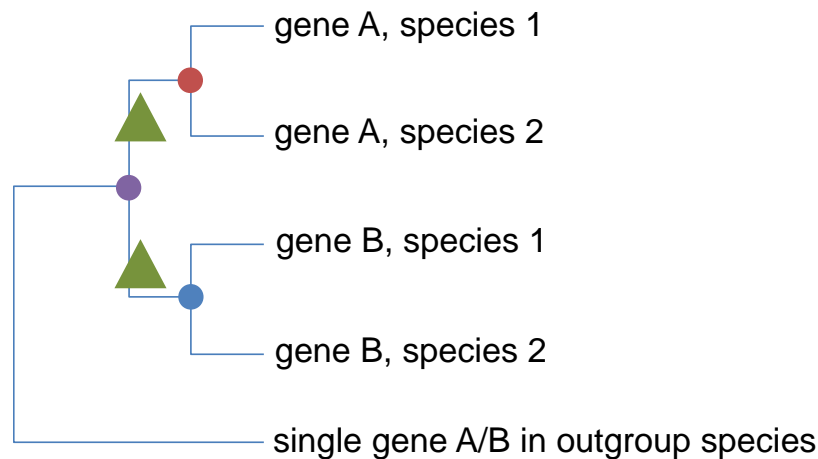 gene A, species 1
gene A, species 2
gene B, species 1
gene B, species 2
single gene A/B in outgroup species